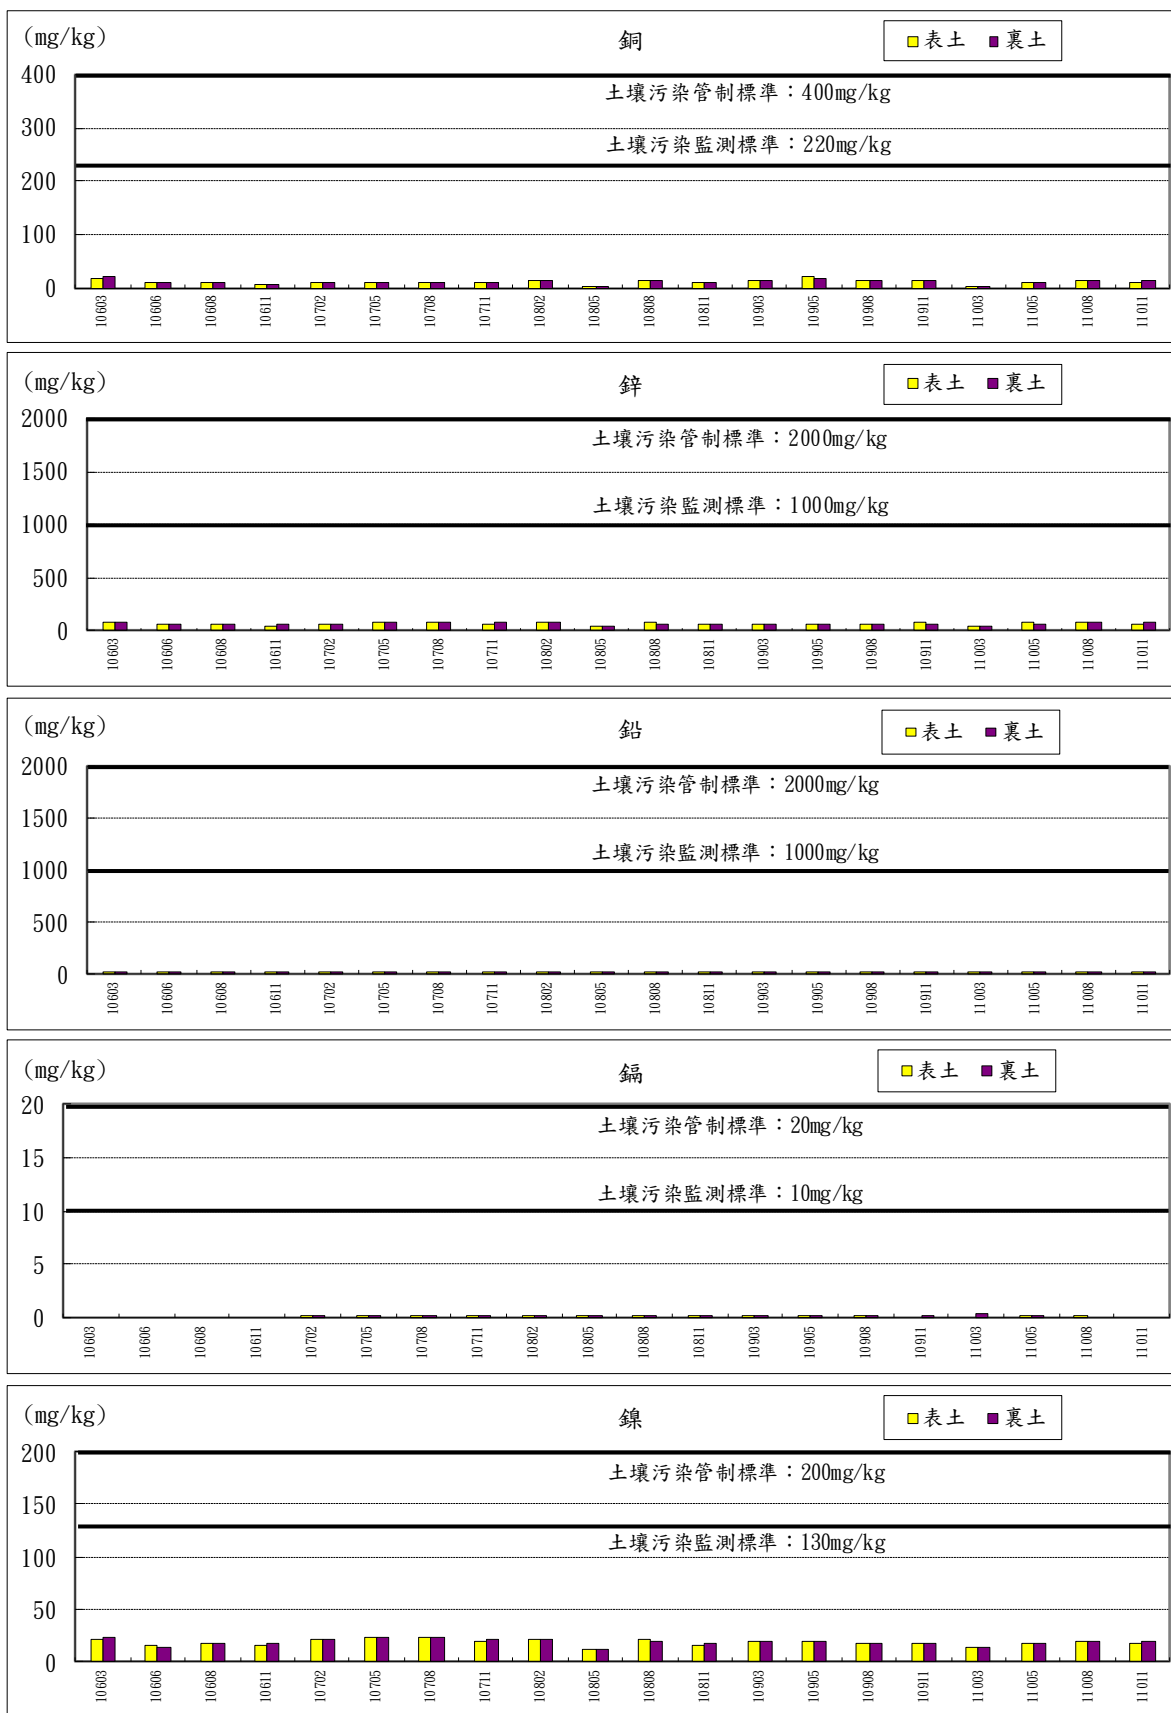 (mg/kg)
銅
表土 裏土
400
土壤污染管制標準：400mg/kg
300
土壤污染監測標準：220mg/kg
200
100
0
10603 10606 10608 10611 10702 10705 10708 10711 10802 10805 10808 10811 10903 10905 10908 10911 11003 11005 11008 11011
(mg/kg)
鋅
表土 裏土
2000
土壤污染管制標準：2000mg/kg
1500
土壤污染監測標準：1000mg/kg
1000
500
0
10603 10606 10608 10611 10702 10705 10708 10711 10802 10805 10808 10811 10903 10905 10908 10911 11003 11005 11008 11011
(mg/kg)
鉛
表土 裏土
2000
土壤污染管制標準：2000mg/kg
1500
土壤污染監測標準：1000mg/kg
1000
500
0
10603 10606 10608 10611 10702 10705 10708 10711 10802 10805 10808 10811 10903 10905 10908 10911 11003 11005 11008 11011
(mg/kg)
鎘
表土 裏土
20
土壤污染管制標準：20mg/kg
15
土壤污染監測標準：10mg/kg
10
5
0
10603 10606 10608 10611 10702 10705 10708 10711 10802 10805 10808 10811 10903 10905 10908 10911 11003 11005 11008 11011
(mg/kg)
鎳
表土 裏土
200
土壤污染管制標準：200mg/kg
150
土壤污染監測標準：130mg/kg
100
50
0
10603 10606 10608 10611 10702 10705 10708 10711 10802 10805 10808 10811 10903 10905 10908 10911 11003 11005 11008 11011